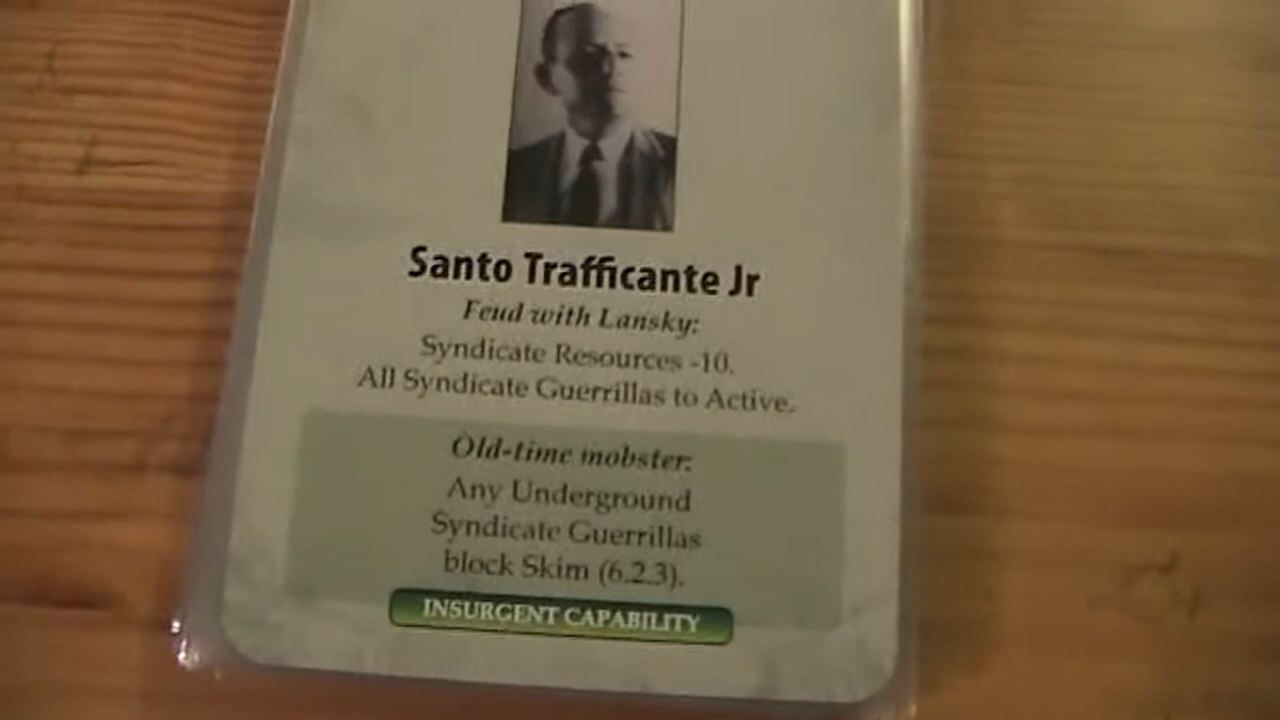 Santo Trafficante Jr
Feud with Lansky:
Syndicate Resources -10.
All Syndicate Guerrillas to Active.
Old-time mobster:
Any Underground
Syndicate Guerrillas
block Skim (6.2.3).
INSURGENT CAPABILITY